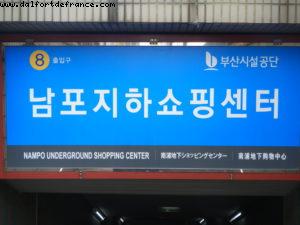 www.dalfortdefrance.com
8 출입구
부산시설공단
남포지하쇼핑센터
NAMPO UNDERGROUND SHOPPING CENTER 南浦地下ショッピングセンター 南浦地下购物中心